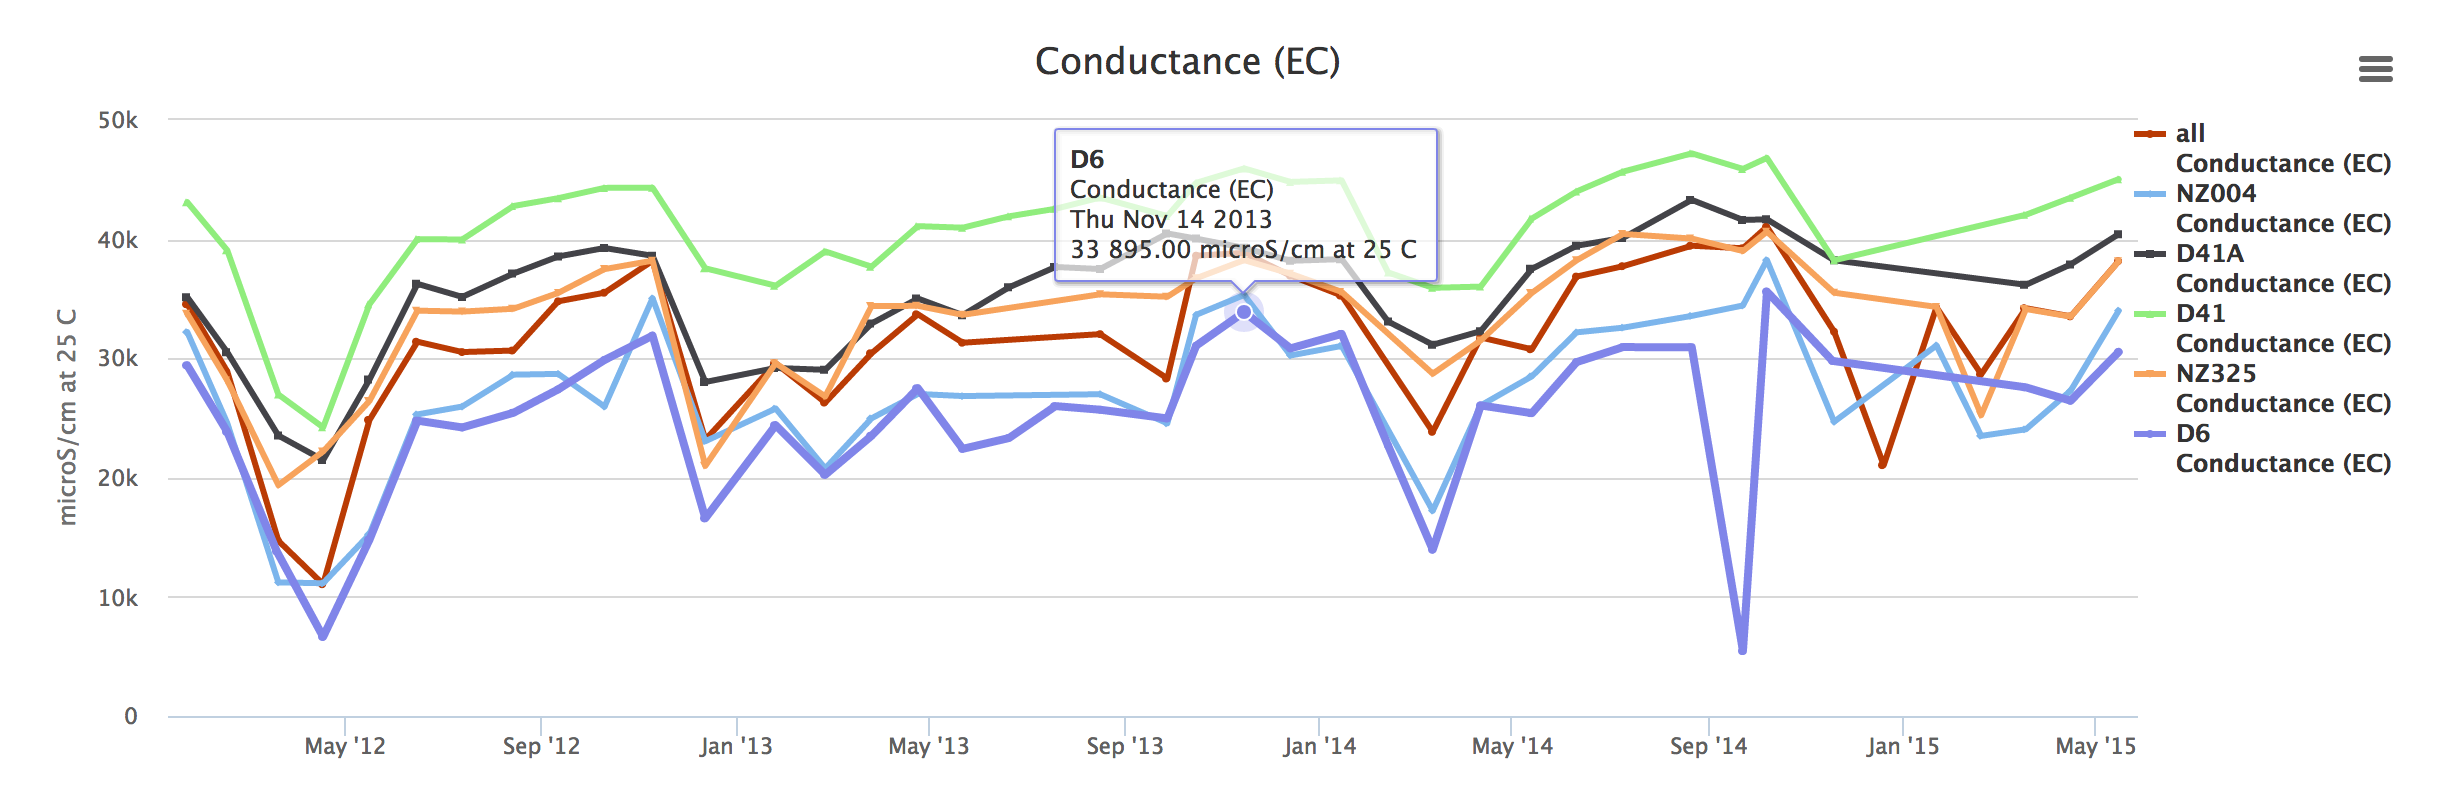 Conductance (EC)
50k
40k
30k
20k
10k
0
microS/cm at 25 C
D6
Conductance (EC)
Thu Nov 14 2013
33 895.00 microS/cm at 25 C
all
Conductance (EC)
NZ004
Conductance (EC)
D41A
Conductance (EC)
D41
Conductance (EC)
NZ325
Conductance (EC)
D6
Conductance (EC)
May '12 Sep '12 Jan '13 May '13 Sep '13 Jan '14 May '14 Sep '14 Jan '15 May '15